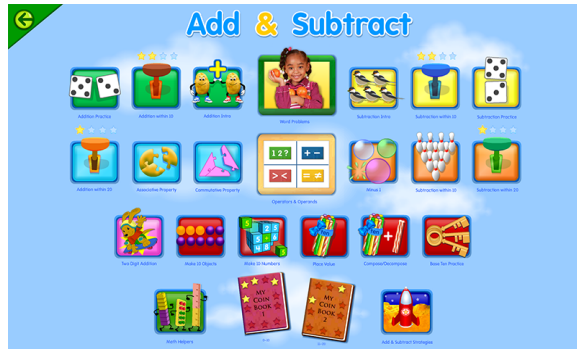 Add & Subtract
Addition Practice
Addition within 10
Addition Intro
Word Problems
Subtraction Intro
Subtraction within 10
Subtraction Practice
Addition within 20
Associative Property
Commutative Property
12?
+ -
> <
= ≠
Operators & Operands
Minus 1
Subtraction within 10
Subtraction within 20
Two Digit Addition
Make 10 Objects
Make 10 Numbers
Place Value
Compose/Decompose
Base Ten Practice
MY
COIN
BOOK
1
MY
COIN
BOOK
2
Math Helpers
Add & Subtract Strategies